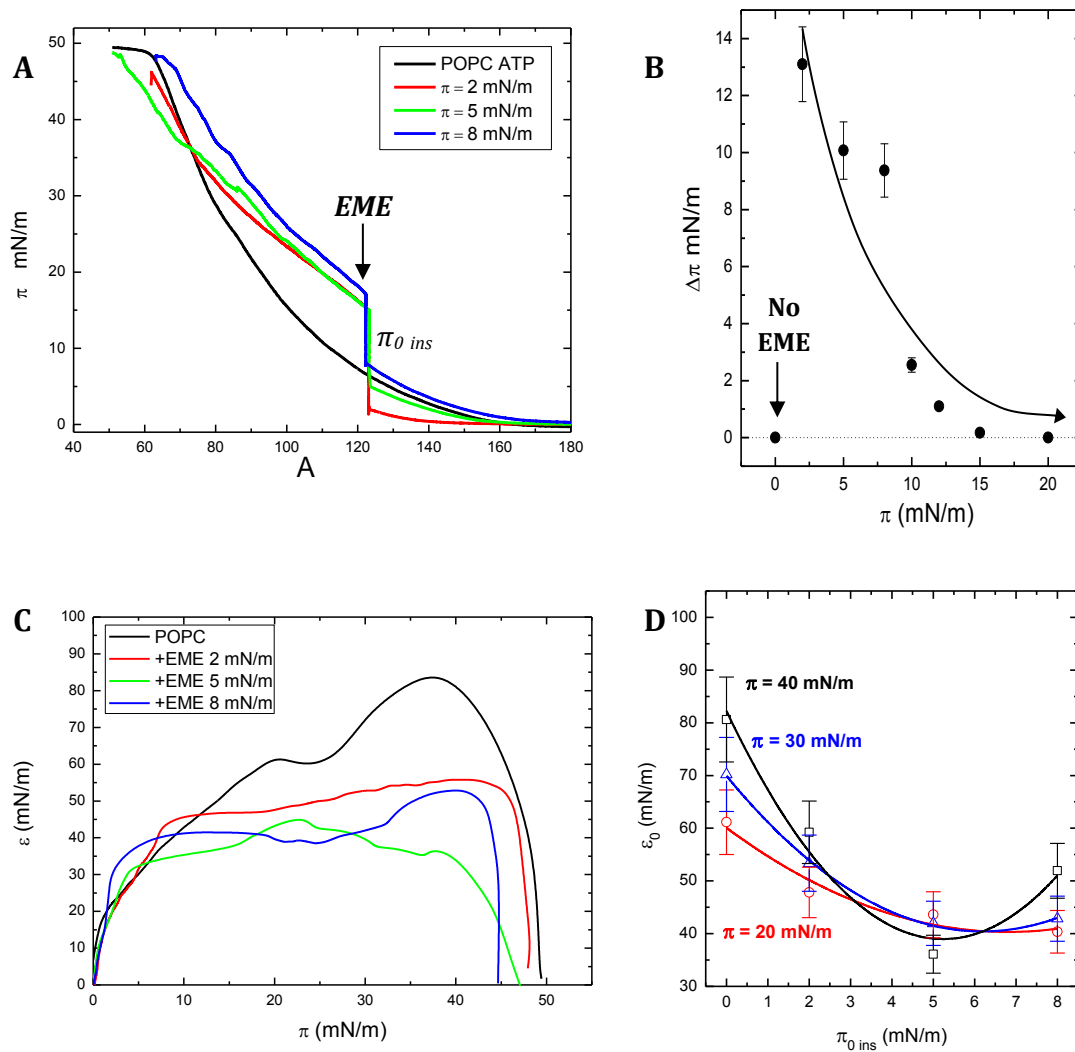 A
50
40
30
20
10
0
π mN/m
POPC ATP
π = 2 mN/m
π = 5 mN/m
π = 8 mN/m
EME
π0 ins
40 60 80 100 120 140 160 180
A
B
14
12
10
8
6
4
2
0
Δπ mN/m
No
EME
0 5 10 15 20
π (mN/m)
C
100
90
80
70
60
50
40
30
20
10
0
ε (mN/m)
POPC
+EME 2 mN/m
+EME 5 mN/m
+EME 8 mN/m
0 10 20 30 40 50
π (mN/m)
D
100
90
80
70
60
50
40
30
ε0 (mN/m)
π = 40 mN/m
π = 30 mN/m
π = 20 mN/m
0 1 2 3 4 5 6 7 8
π0 ins (mN/m)